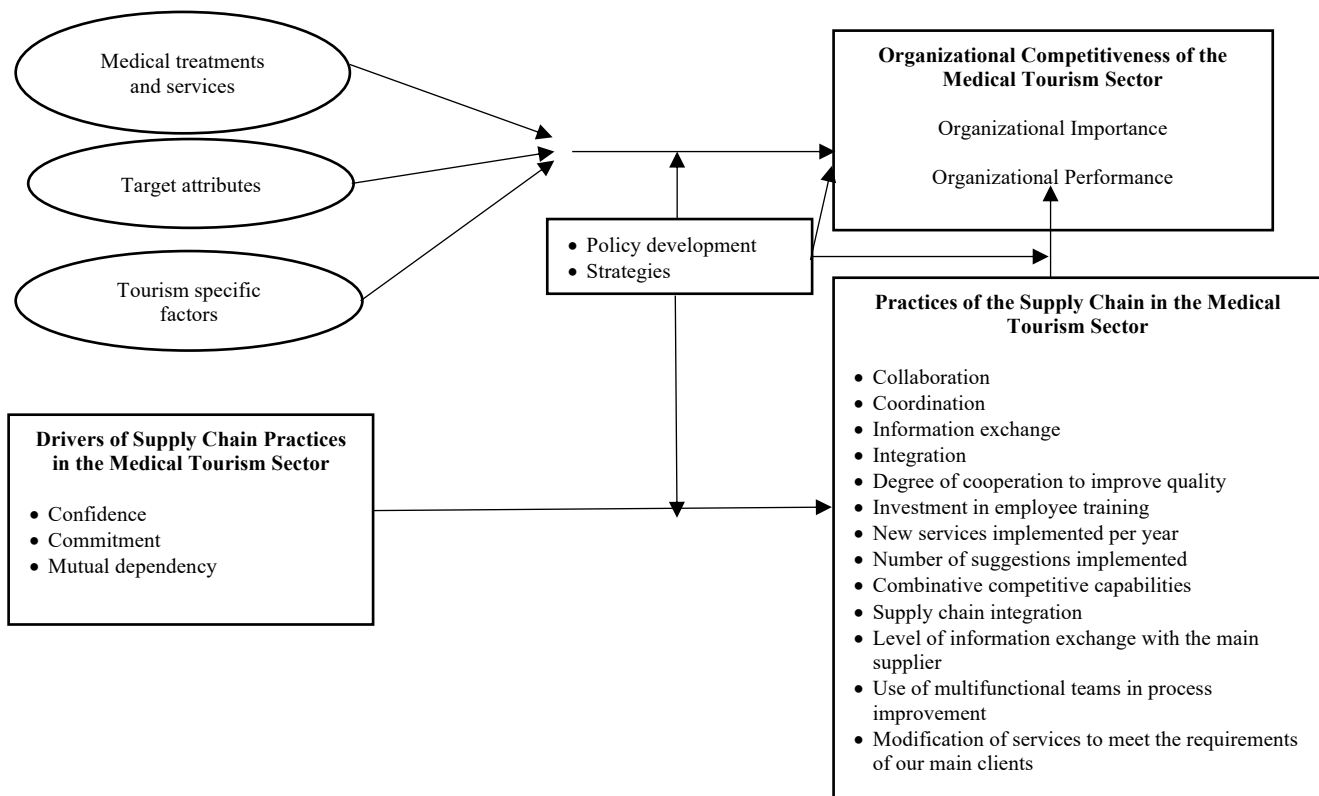 Medical treatments
and services
Target attributes
Tourism specific
factors
Organizational Competitiveness of the
Medical Tourism Sector
Organizational Importance
Organizational Performance
• Policy development
• Strategies
Drivers of Supply Chain Practices
in the Medical Tourism Sector
• Confidence
• Commitment
• Mutual dependency
Practices of the Supply Chain in the Medical
Tourism Sector
• Collaboration
• Coordination
• Information exchange
• Integration
• Degree of cooperation to improve quality
• Investment in employee training
• New services implemented per year
• Number of suggestions implemented
• Combinative competitive capabilities
• Supply chain integration
• Level of information exchange with the main
supplier
• Use of multifunctional teams in process
improvement
• Modification of services to meet the requirements
of our main clients